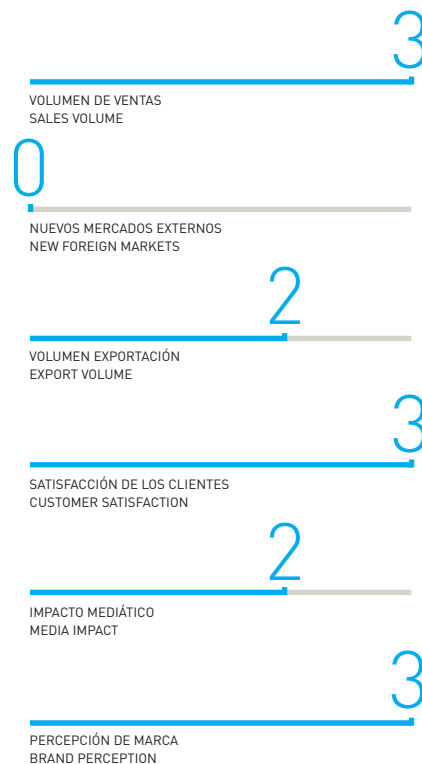 3
VOLUMEN DE VENTAS
SALES VOLUME
0
NUEVOS MERCADOS EXTERNOS
NEW FOREIGN MARKETS
2
VOLUMEN EXPORTACIÓN
EXPORT VOLUME
3
SATISFACCIÓN DE LOS CLIENTES
CUSTOMER SATISFACTION
2
IMPACTO MEDIÁTICO
MEDIA IMPACT
3
PERCEPCIÓN DE MARCA
BRAND PERCEPTION